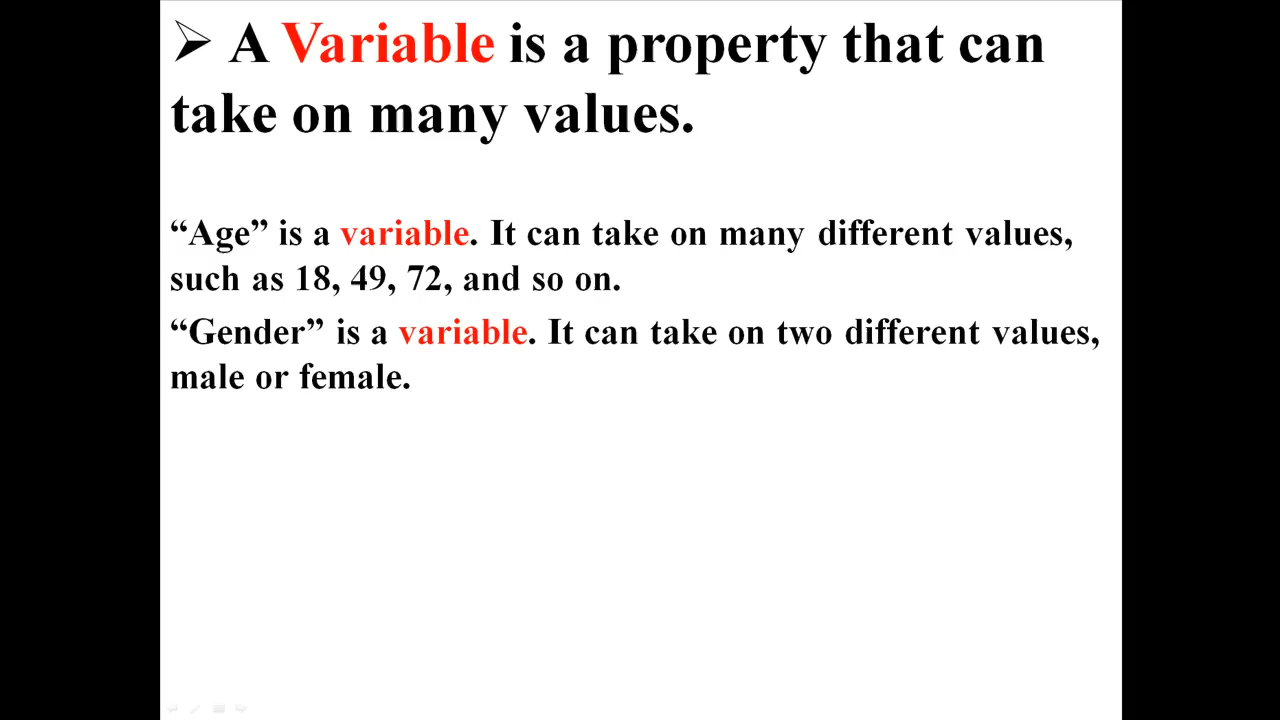 ➢ A Variable is a property that can
take on many values.
“Age” is a variable. It can take on many different values,
such as 18, 49, 72, and so on.
“Gender” is a variable. It can take on two different values,
male or female.